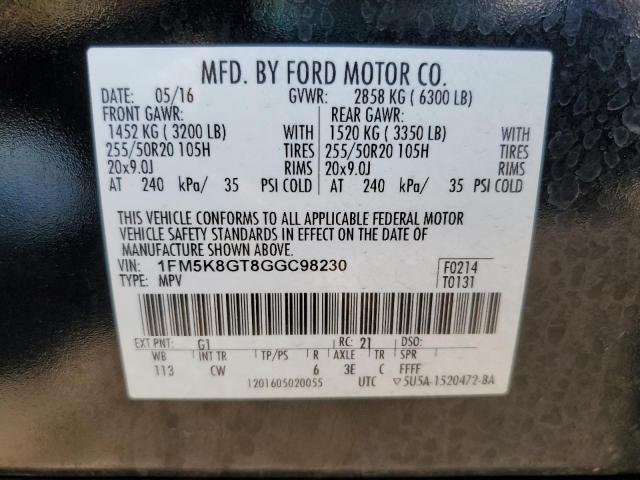 MFD. BY FORD MOTOR CO.
DATE: 05/16 GVWR: 2858 KG ( 6300 LB)
FRONT GAWR: REAR GAWR:
1452 KG ( 3200 LB) WITH 1520 KG ( 3350 LB) WITH
255/50R20 105H TIRES 255/50R20 105H TIRES
20x9.0J RIMS 20x9.0J RIMS
AT 240 kPa/ 35 PSI COLD AT 240 kPa/ 35 PSI COLD
THIS VEHICLE CONFORMS TO ALL APPLICABLE FEDERAL MOTOR
VEHICLE SAFETY STANDARDS IN EFFECT ON THE DATE OF
MANUFACTURE SHOWN ABOVE.
VIN: 1FM5K8GT8GGC98230 F0214
TYPE: MPV T0131
EXT PNT: G1 RC: 21 DSO:
WB INT TR TP/PS R AXLE TR SPR
113 CW 6 3E C FFFF
1201605020055 UTC ▽5U5A-1520472-BA